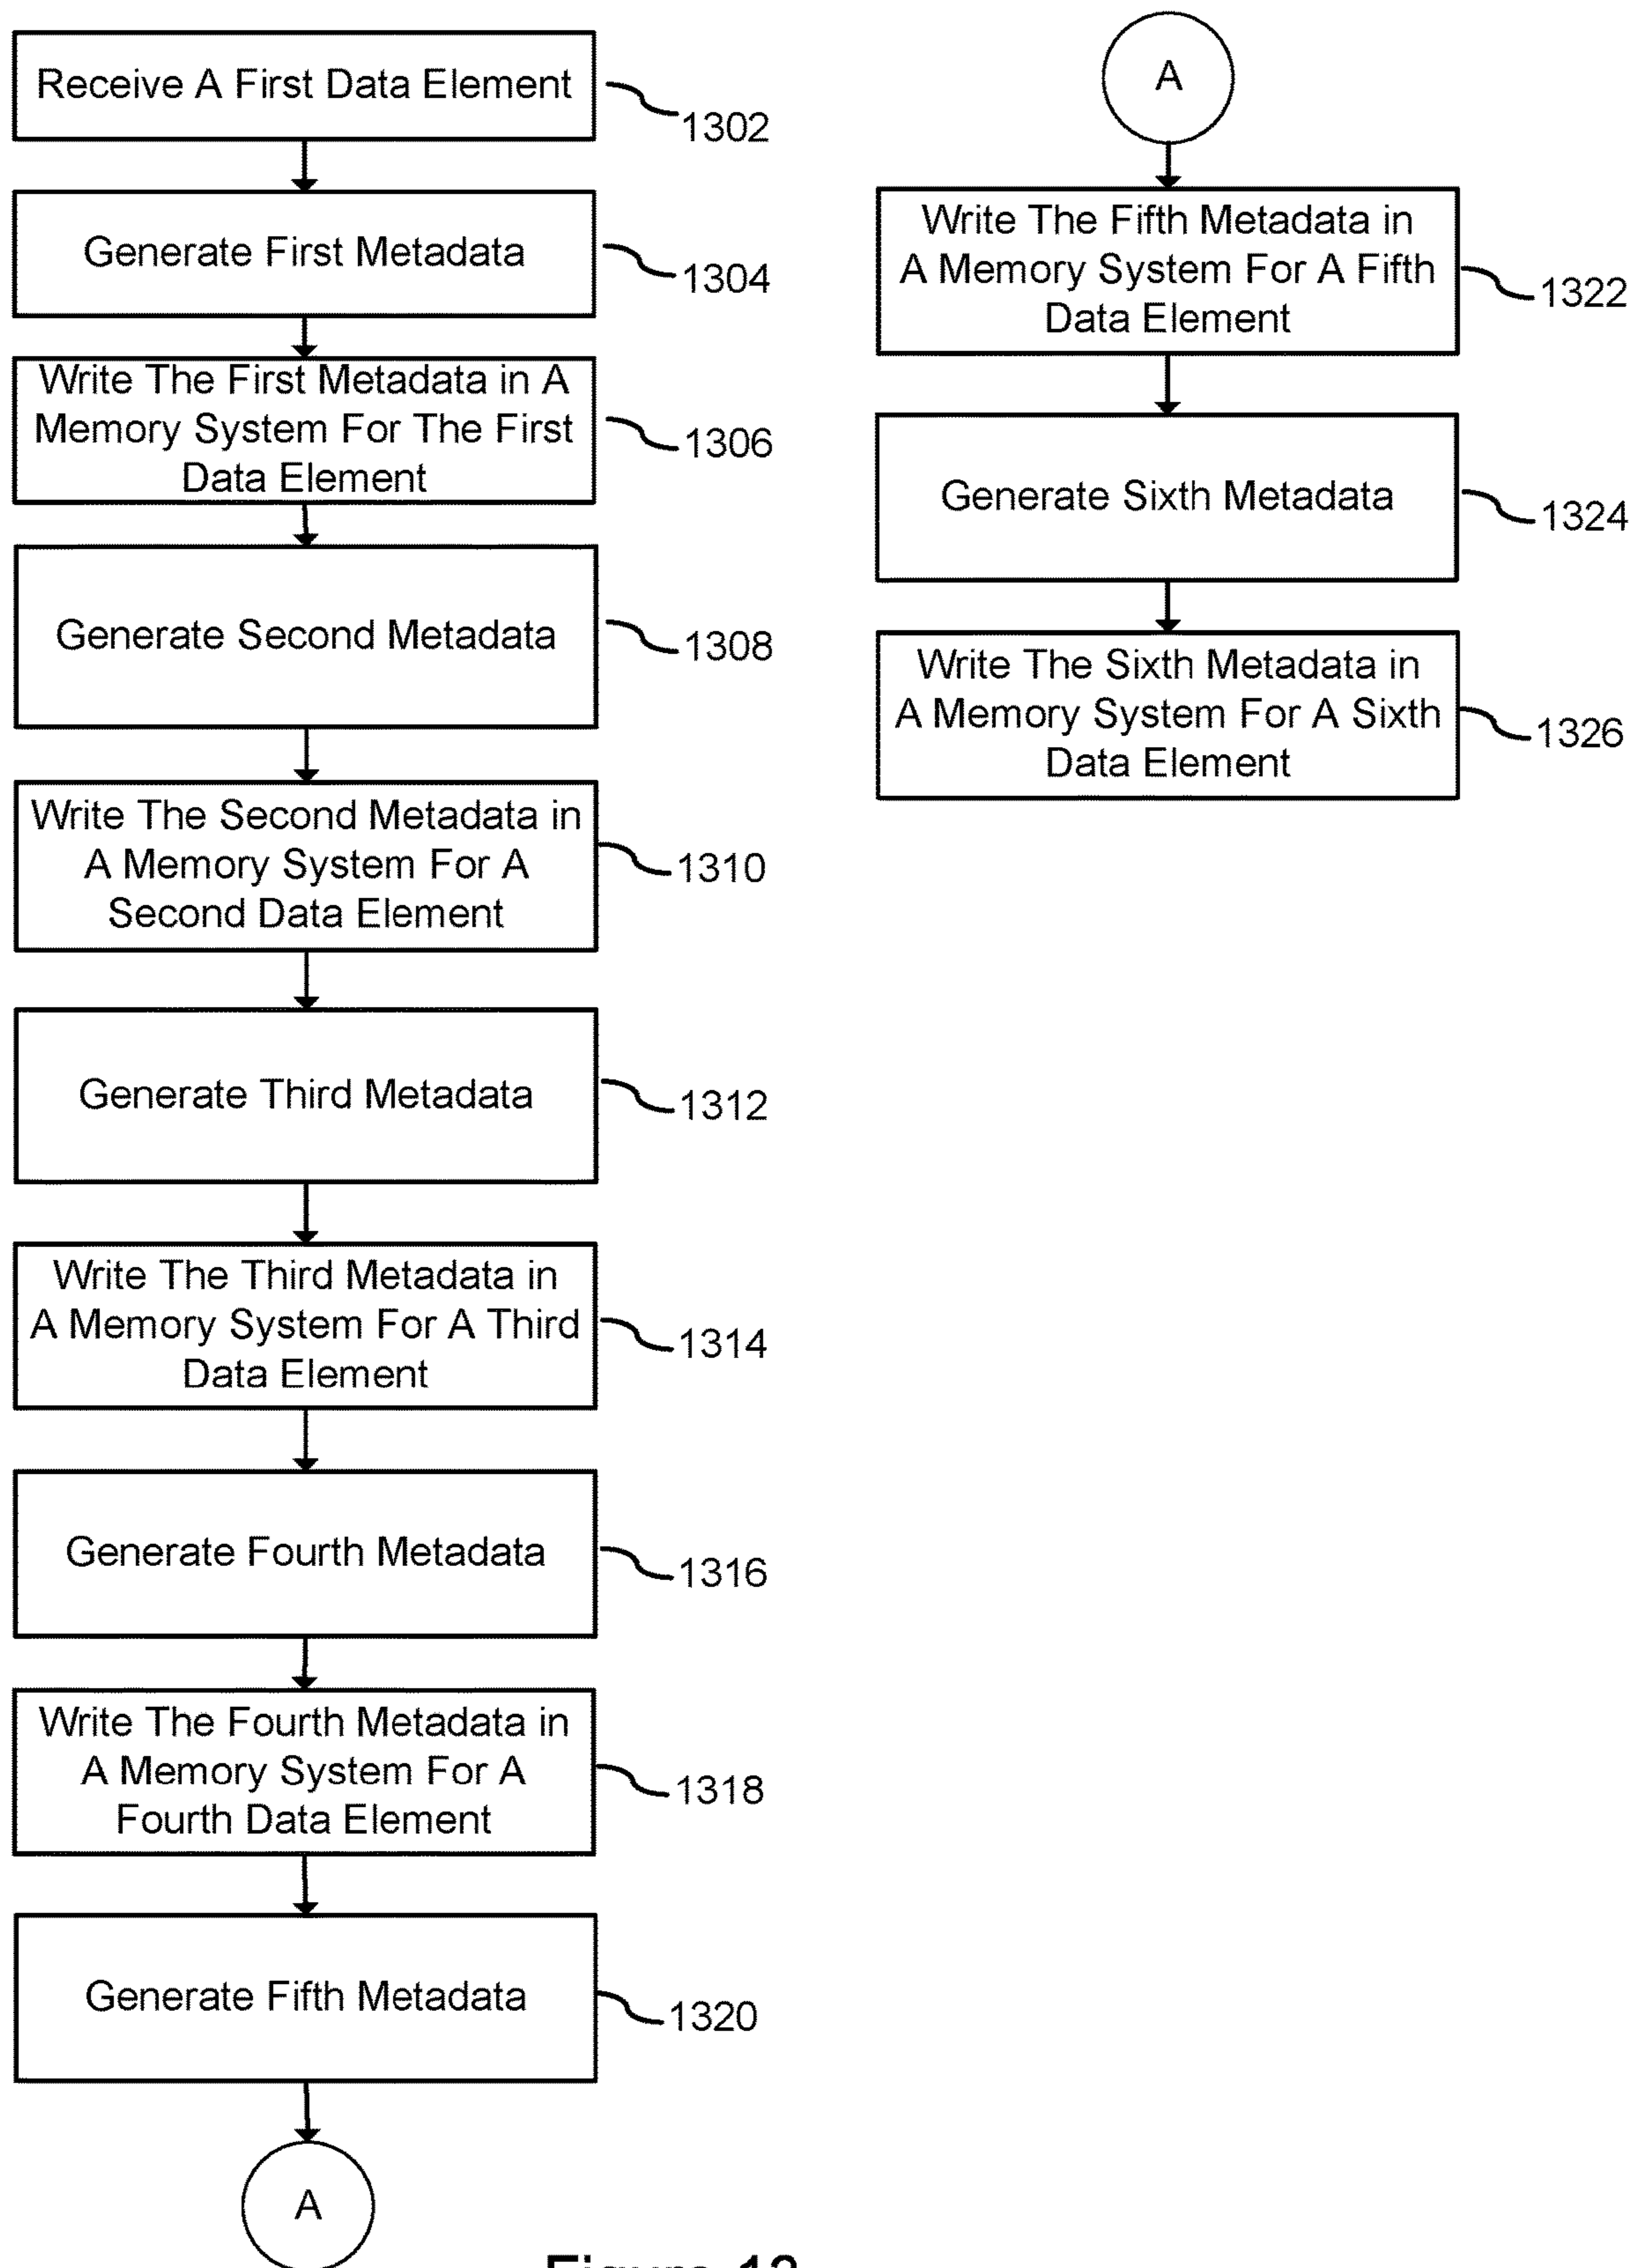 Receive A First Data Element
1302
Generate First Metadata
1304
Write The First Metadata in A
Memory System For The First
Data Element
1306
Generate Second Metadata
1308
Write The Second Metadata in
A Memory System For A
Second Data Element
1310
Generate Third Metadata
1312
Write The Third Metadata in
A Memory System For A Third
Data Element
1314
Generate Fourth Metadata
1316
Write The Fourth Metadata in
A Memory System For A
Fourth Data Element
1318
Generate Fifth Metadata
1320
A
A
Write The Fifth Metadata in
A Memory System For A Fifth
Data Element
1322
Generate Sixth Metadata
1324
Write The Sixth Metadata in
A Memory System For A Sixth
Data Element
1326
Figure 13